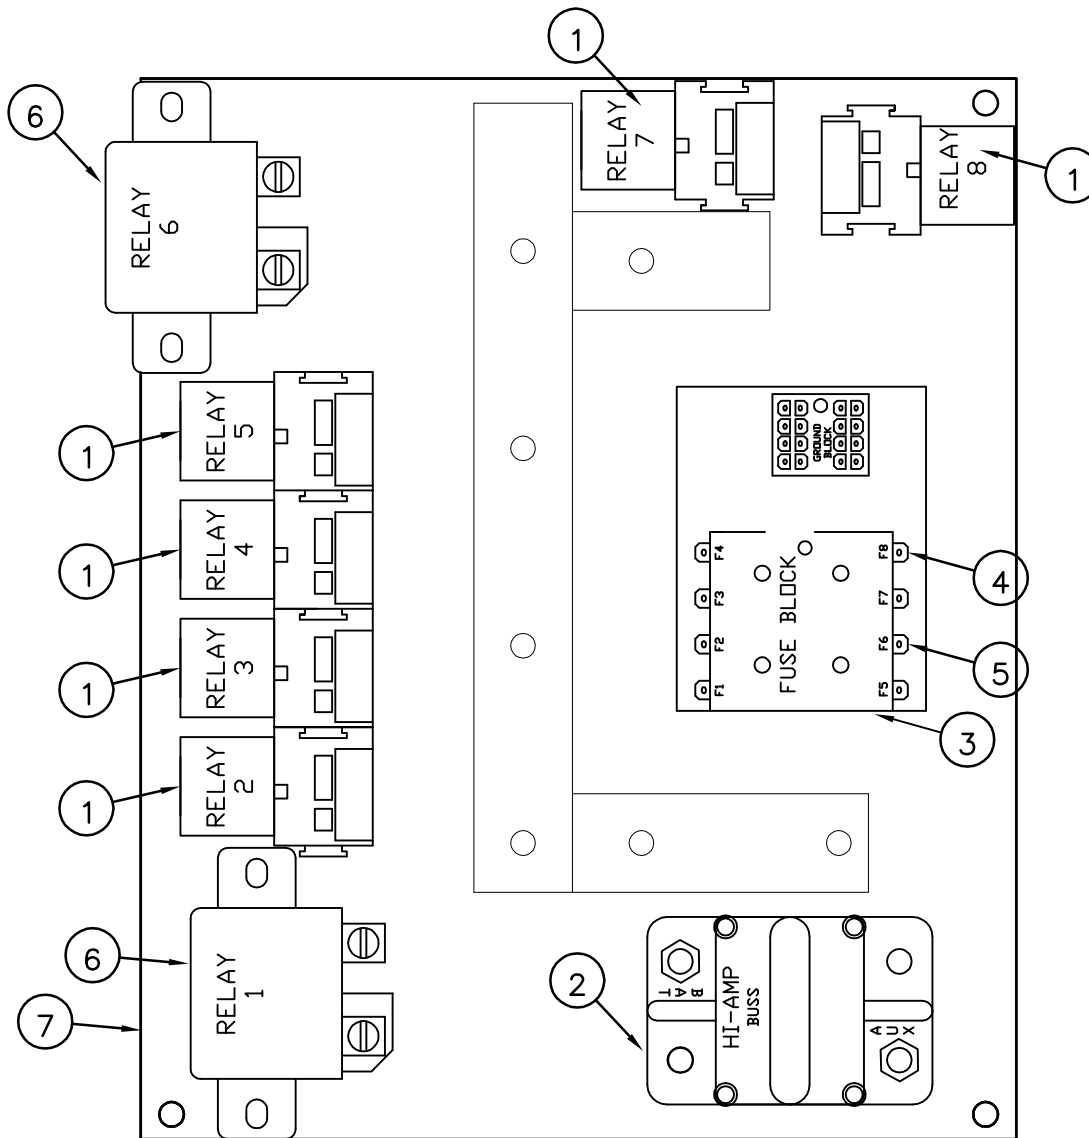 1
6
RELAY
7
RELAY
8
1
RELAY
6
RELAY
5
1
GROUND
BLOCK
RELAY
4
1
F4
F8
4
F3
F7
FUSE BLOCK
F2
F6
5
F1
F5
RELAY
3
1
3
RELAY
2
1
6
RELAY
1
7
2
BAT
HI-AMP
BUSS
AUX